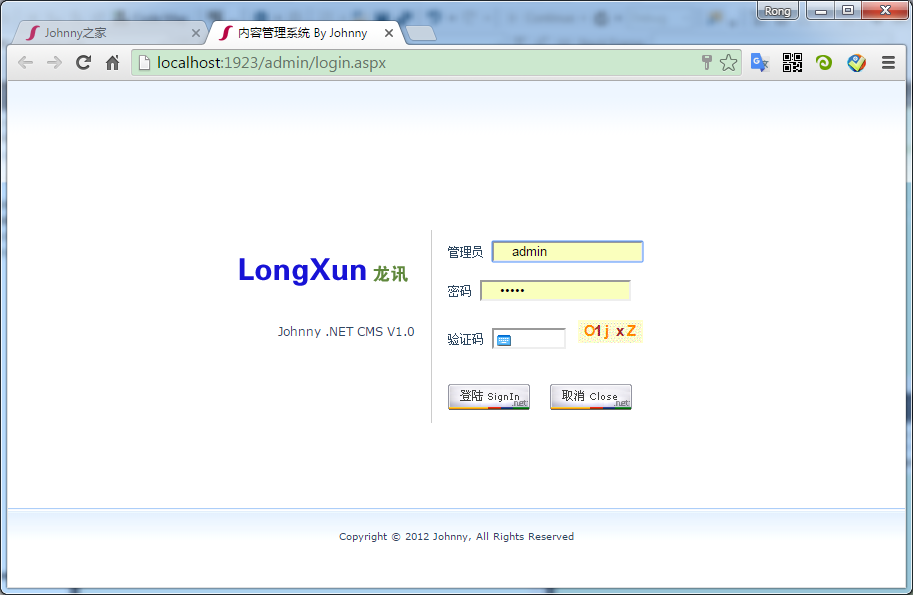 Rong
Johnny之家
内容管理系统 By Johnny
localhost:1923/admin/login.aspx
LongXun 龙讯
Johnny .NET CMS V1.0
管理员 admin
密码 •••••
验证码 O1jxZ
登陆 SignIn .net
取消 Close .net
Copyright © 2012 Johnny, All Rights Reserved